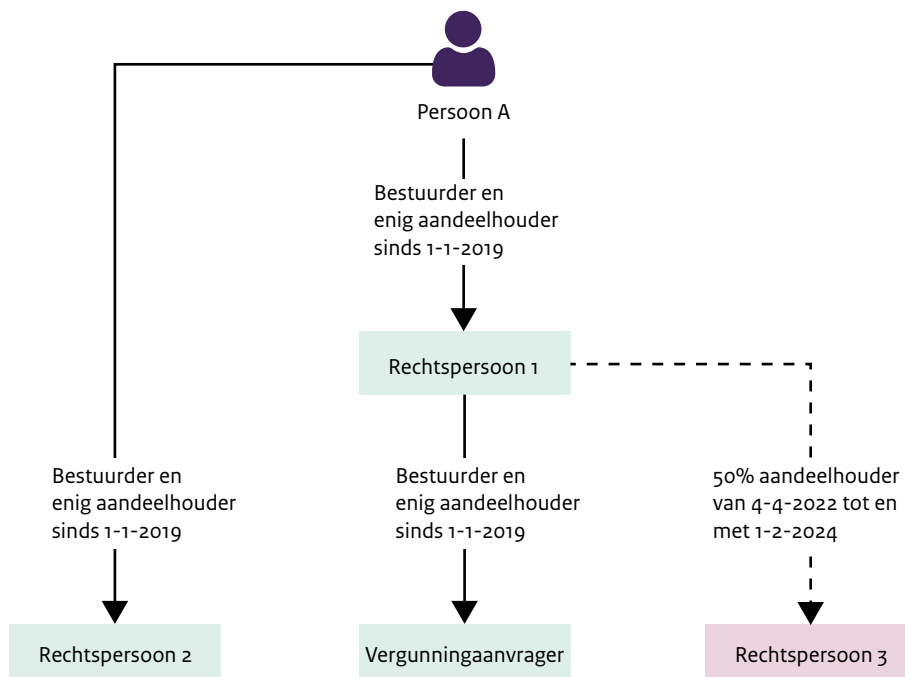 Persoon A
Bestuurder en
enig aandeelhouder
sinds 1-1-2019
Rechtspersoon 1
Bestuurder en
enig aandeelhouder
sinds 1-1-2019
Bestuurder en
enig aandeelhouder
sinds 1-1-2019
50% aandeelhouder
van 4-4-2022 tot en
met 1-2-2024
Rechtspersoon 2
Vergunningaanvrager
Rechtspersoon 3